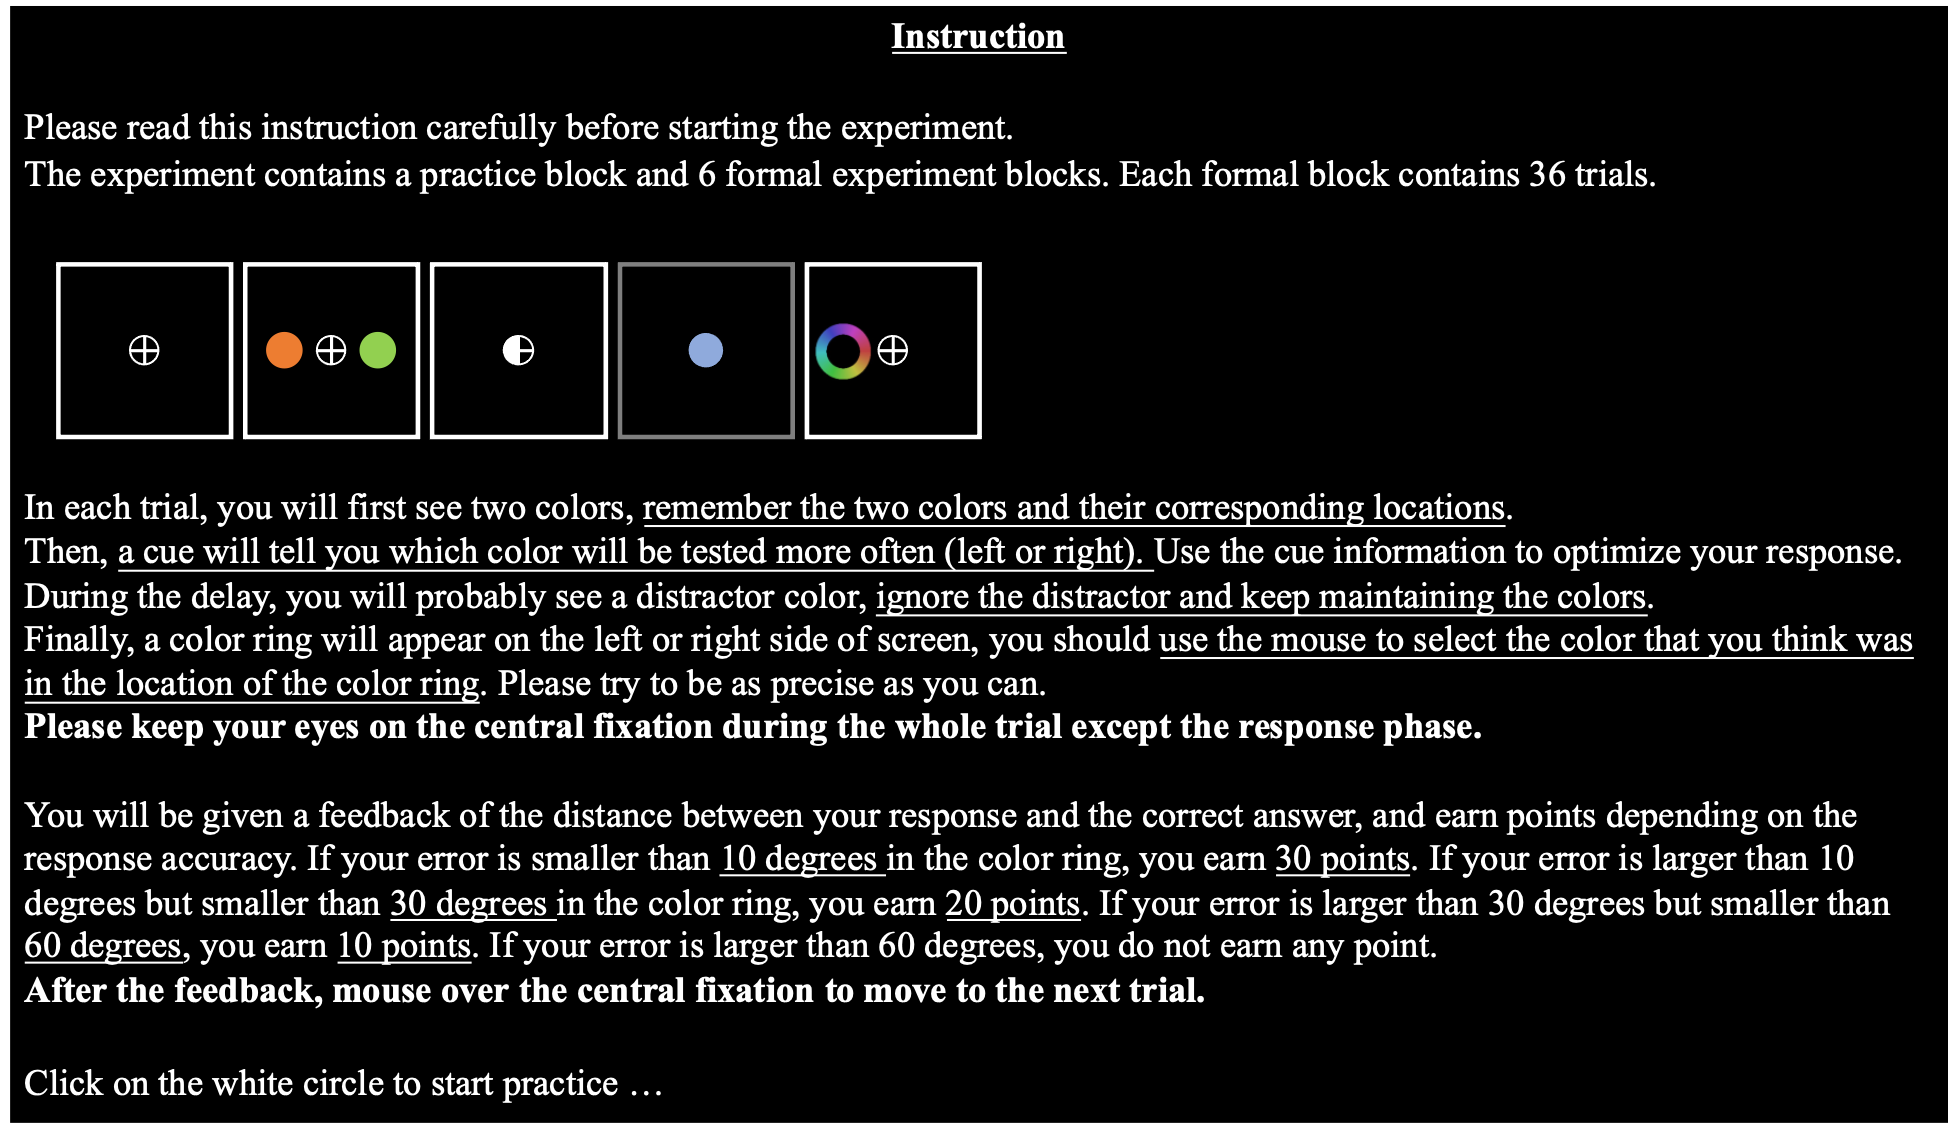 Instruction
Please read this instruction carefully before starting the experiment.
The experiment contains a practice block and 6 formal experiment blocks. Each formal block contains 36 trials.
In each trial, you will first see two colors, remember the two colors and their corresponding locations.
Then, a cue will tell you which color will be tested more often (left or right). Use the cue information to optimize your response.
During the delay, you will probably see a distractor color, ignore the distractor and keep maintaining the colors.
Finally, a color ring will appear on the left or right side of screen, you should use the mouse to select the color that you think was
in the location of the color ring. Please try to be as precise as you can.
Please keep your eyes on the central fixation during the whole trial except the response phase.
You will be given a feedback of the distance between your response and the correct answer, and earn points depending on the
response accuracy. If your error is smaller than 10 degrees in the color ring, you earn 30 points. If your error is larger than 10
degrees but smaller than 30 degrees in the color ring, you earn 20 points. If your error is larger than 30 degrees but smaller than
60 degrees, you earn 10 points. If your error is larger than 60 degrees, you do not earn any point.
After the feedback, mouse over the central fixation to move to the next trial.
Click on the white circle to start practice …